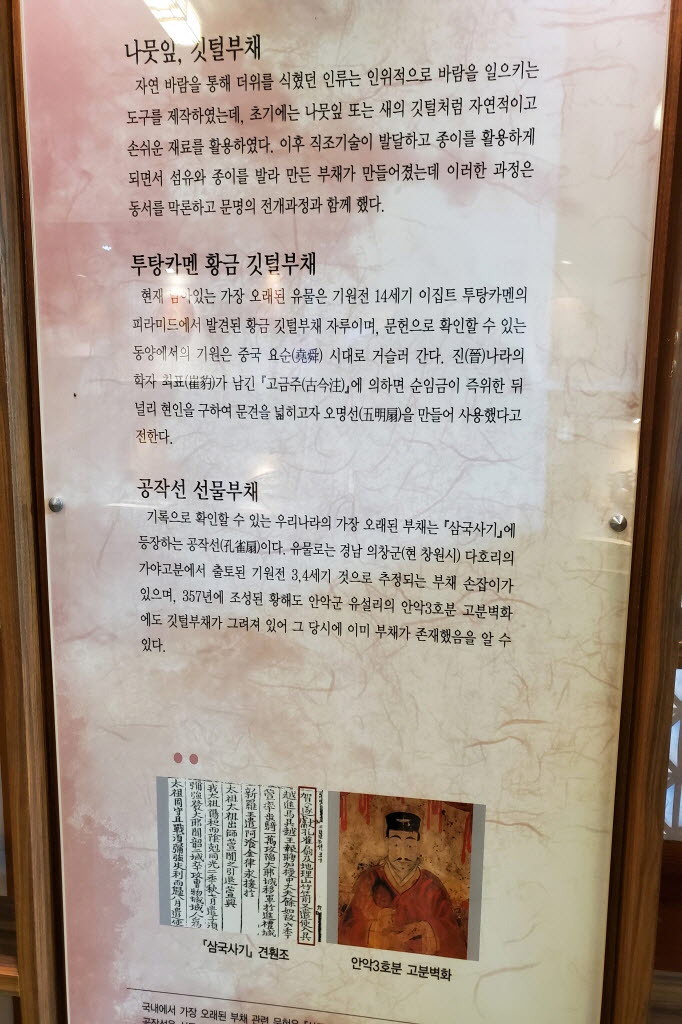 나뭇잎, 깃털부채
자연 바람을 통해 더위를 식혔던 인류는 인위적으로 바람을 일으키는
도구를 제작하였는데, 초기에는 나뭇잎 또는 새의 깃털처럼 자연적이고
손쉬운 재료를 활용하였다. 이후 직조기술이 발달하고 종이를 활용하게
되면서 섬유와 종이를 발라 만든 부채가 만들어졌는데 이러한 과정은
동서를 막론하고 문명의 전개과정과 함께 했다.
투탕카멘 황금 깃털부채
현재 남아있는 가장 오래된 유물은 기원전 14세기 이집트 투탕카멘의
피라미드에서 발견된 황금 깃털부채 자루이며, 문헌으로 확인할 수 있는
동양에서의 기원은 중국 요순(堯舜) 시대로 거슬러 간다. 진(晉)나라의
학자 최표(崔豹)가 남긴 『고금주(古今注)』에 의하면 순임금이 즉위한 뒤
널리 현인을 구하여 문견을 넓히고자 오명선(五明扇)을 만들어 사용했다고
전한다.
공작선 선물부채
기록으로 확인할 수 있는 우리나라의 가장 오래된 부채는 『삼국사기』에
등장하는 공작선(孔雀扇)이다. 유물로는 경남 의창군(현 창원시) 다호리의
가야고분에서 출토된 기원전 3,4세기 것으로 추정되는 부채 손잡이가
있으며, 357년에 조성된 황해도 안악군 유설리의 안악3호분 고분벽화
에도 깃털부채가 그려져 있어 그 당시에 이미 부채가 존재했음을 알 수
있다.
『삼국사기』 견훤조
안악3호분 고분벽화
국내에서 가장 오래된 부채 관련 문헌은